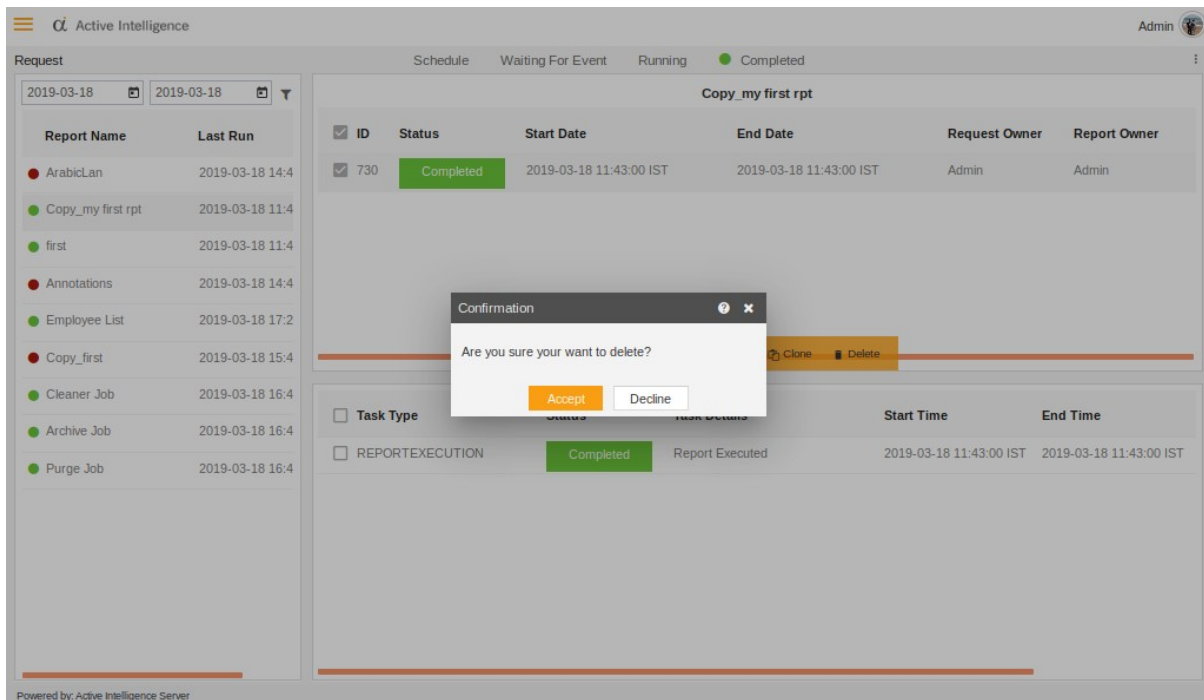 Active Intelligence
Admin
Request
Schedule Waiting For Event Running Completed
2019-03-18 2019-03-18
Report Name Last Run
ArabicLan 2019-03-18 14:4
Copy_my first rpt 2019-03-18 11:4
first 2019-03-18 11:4
Annotations 2019-03-18 14:4
Employee List 2019-03-18 17:2
Copy_first 2019-03-18 15:4
Cleaner Job 2019-03-18 16:4
Archive Job 2019-03-18 16:4
Purge Job 2019-03-18 16:4
Copy_my first rpt
ID Status Start Date End Date Request Owner Report Owner
730 Completed 2019-03-18 11:43:00 IST 2019-03-18 11:43:00 IST Admin Admin
Confirmation
Are you sure your want to delete?
Accept Decline
Clone Delete
Task Type Status Task Details Start Time End Time
REPORTEXECUTION Completed Report Executed 2019-03-18 11:43:00 IST 2019-03-18 11:43:00 IST
Powered by: Active Intelligence Server